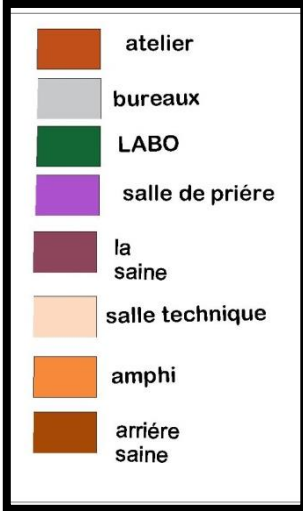 atelier
bureaux
LABO
salle de priére
la
saine
salle technique
amphi
arriére
saine